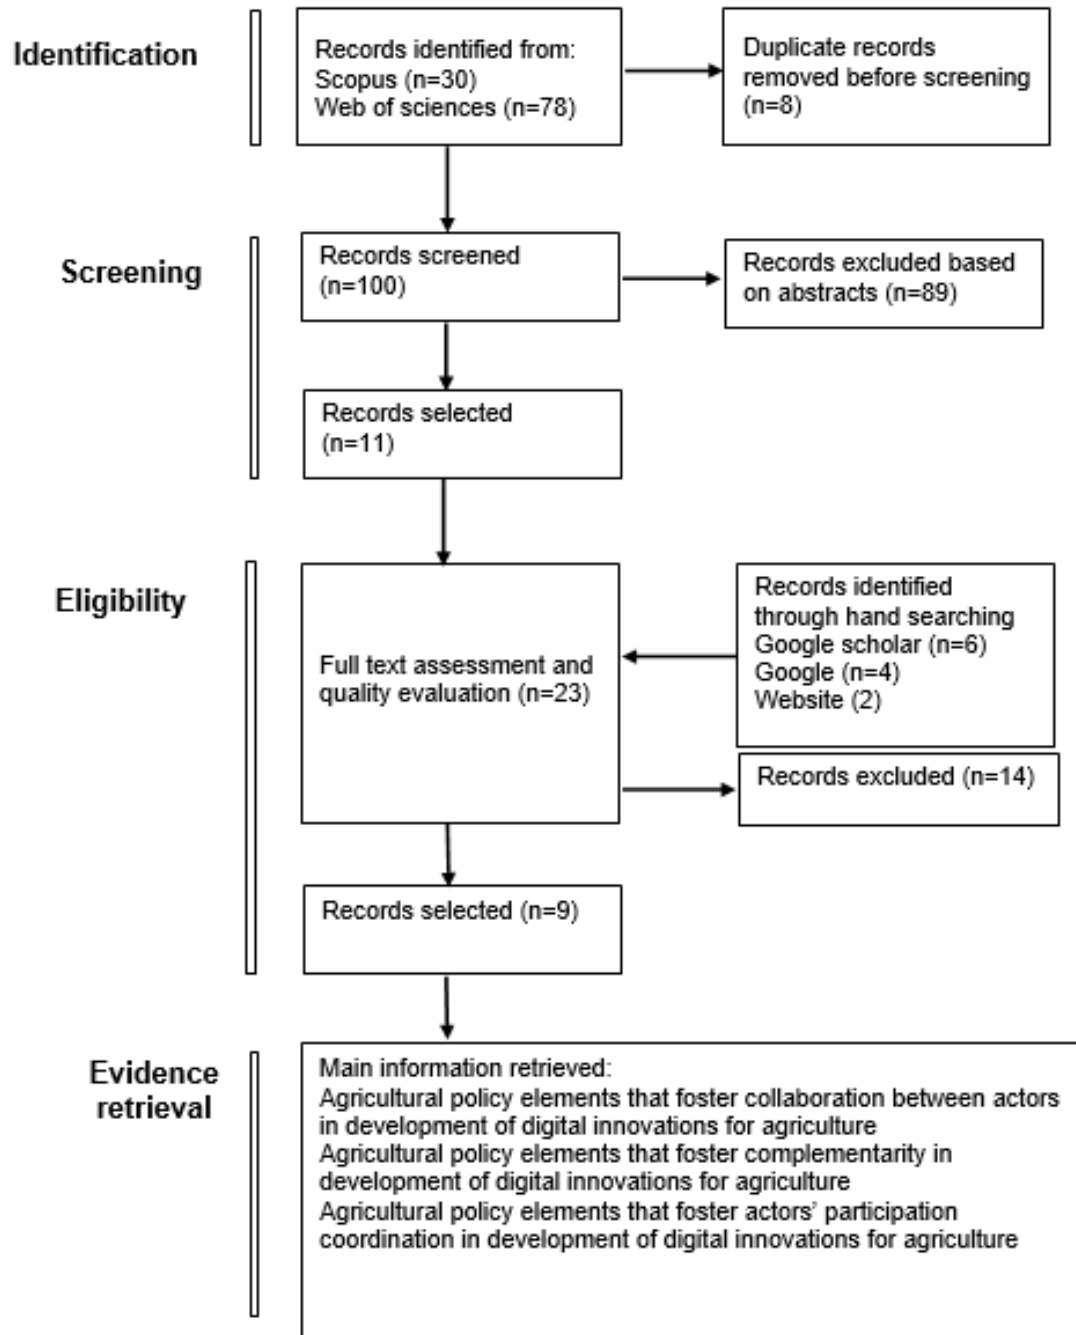 Identification
Records identified from:
Scopus (n=30)
Web of sciences (n=78)
Duplicate records
removed before screening
(n=8)
Screening
Records screened
(n=100)
Records excluded based
on abstracts (n=89)
Records selected
(n=11)
Eligibility
Full text assessment and
quality evaluation (n=23)
Records identified
through hand searching
Google scholar (n=6)
Google (n=4)
Website (2)
Records excluded (n=14)
Records selected (n=9)
Evidence
retrieval
Main information retrieved:
Agricultural policy elements that foster collaboration between actors
in development of digital innovations for agriculture
Agricultural policy elements that foster complementarity in
development of digital innovations for agriculture
Agricultural policy elements that foster actors’ participation
coordination in development of digital innovations for agriculture